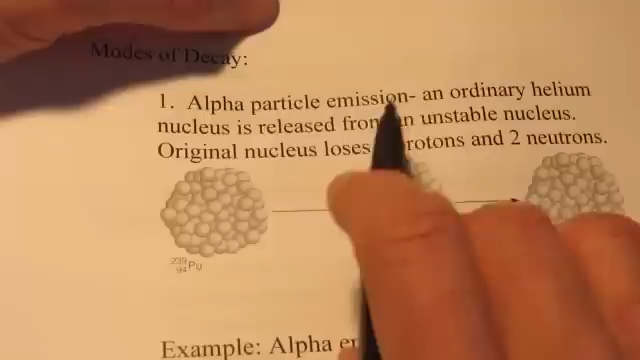 Modes of Decay:
1. Alpha particle emission- an ordinary helium
nucleus is released from an unstable nucleus.
Original nucleus loses protons and 2 neutrons.
239
94 Pu
Example: Alpha